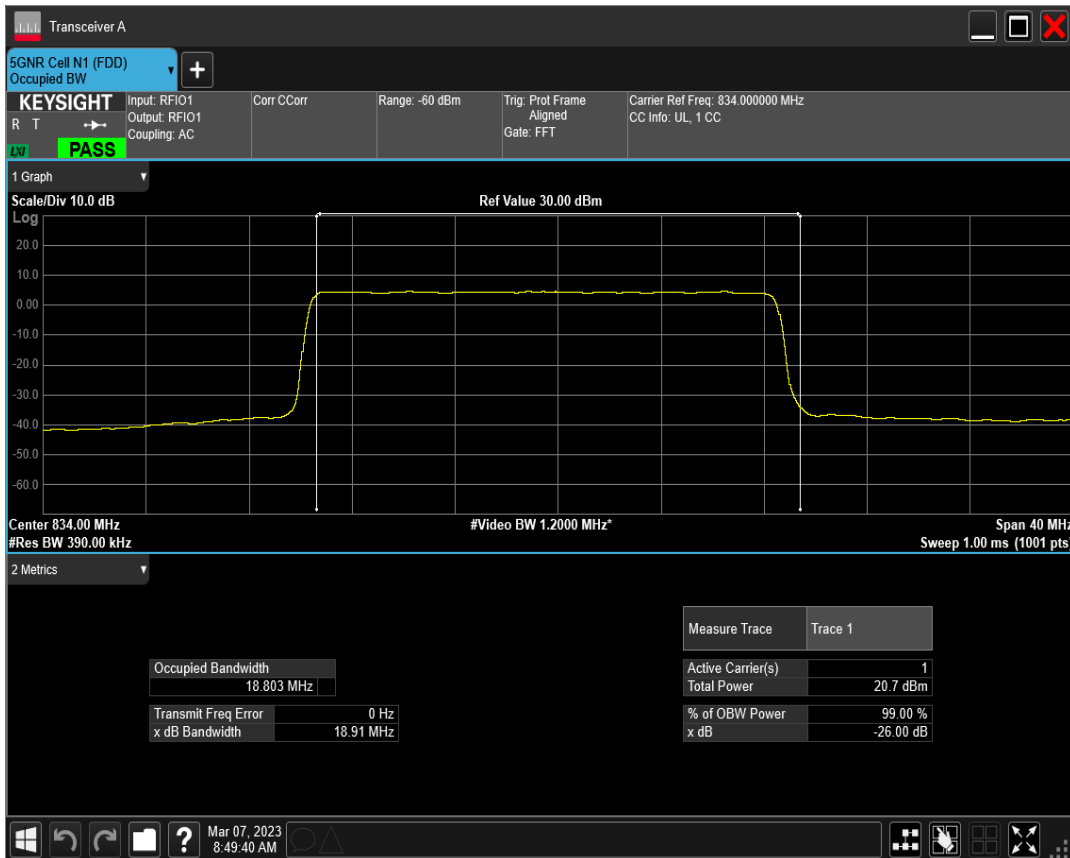 Transceiver A
5GNR Cell N1 (FDD)
Occupied BW
+
KEYSIGHT
R T
LXI
PASS
Input: RFIO1
Output: RFIO1
Coupling: AC
Corr CCorr
Range: -60 dBm
Trig: Prot Frame
Aligned
Gate: FFT
Carrier Ref Freq: 834.000000 MHz
CC Info: UL, 1 CC
1 Graph
Scale/Div 10.0 dB
Ref Value 30.00 dBm
Log
20.0
10.0
0.00
-10.0
-20.0
-30.0
-40.0
-50.0
-60.0
Center 834.00 MHz
#Video BW 1.2000 MHz*
Span 40 MHz
#Res BW 390.00 kHz
Sweep 1.00 ms (1001 pts)
2 Metrics
Measure Trace Trace 1
Occupied Bandwidth
18.803 MHz
Active Carrier(s) 1
Total Power 20.7 dBm
Transmit Freq Error 0 Hz
x dB Bandwidth 18.91 MHz
% of OBW Power 99.00 %
x dB -26.00 dB
?
Mar 07, 2023
8:49:40 AM